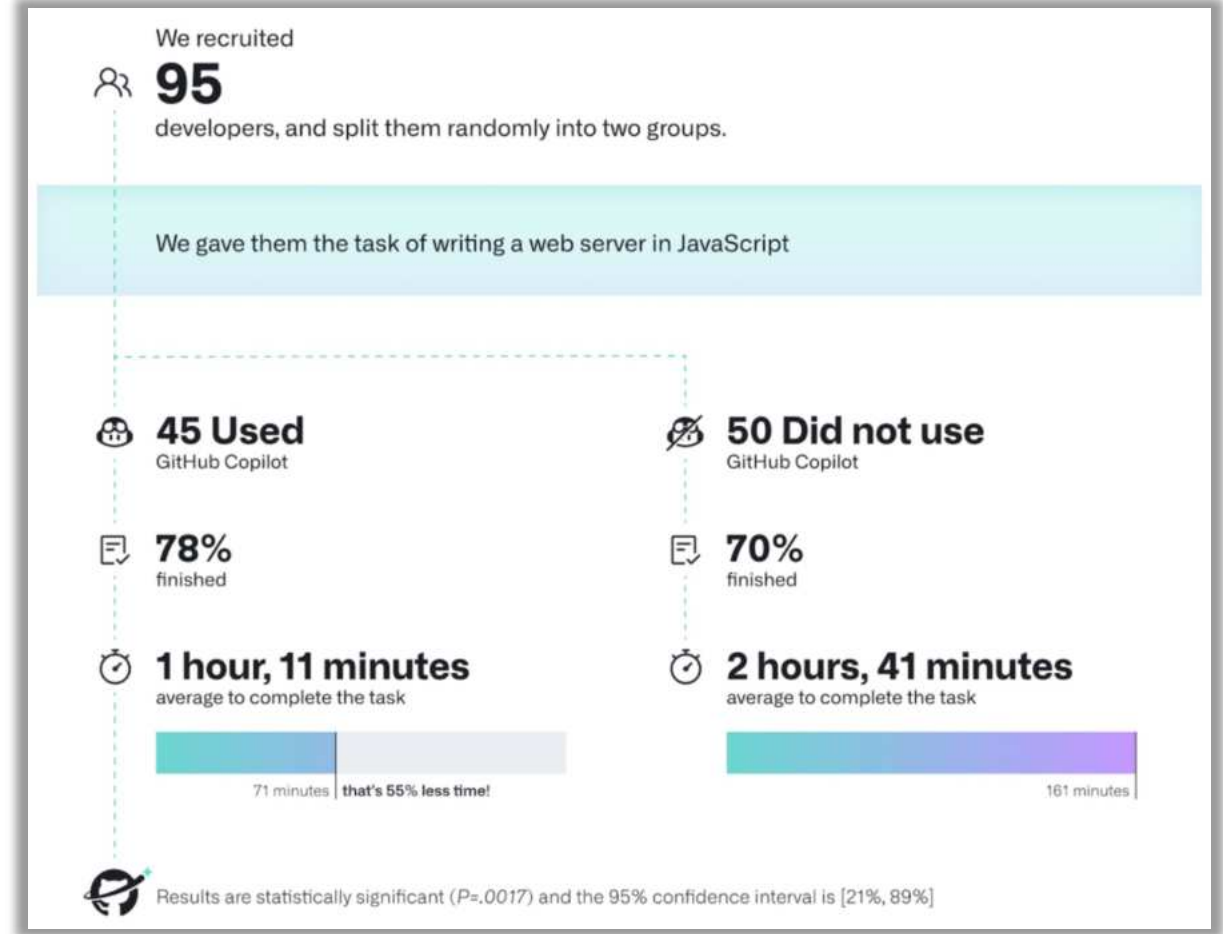 We recruited
95
developers, and split them randomly into two groups.
We gave them the task of writing a web server in JavaScript
45 Used
GitHub Copilot
78%
finished
1 hour, 11 minutes
average to complete the task
71 minutes
that's 55% less time!
50 Did not use
GitHub Copilot
70%
finished
2 hours, 41 minutes
average to complete the task
161 minutes
Results are statistically significant (P=.0017) and the 95% confidence interval is [21%, 89%]